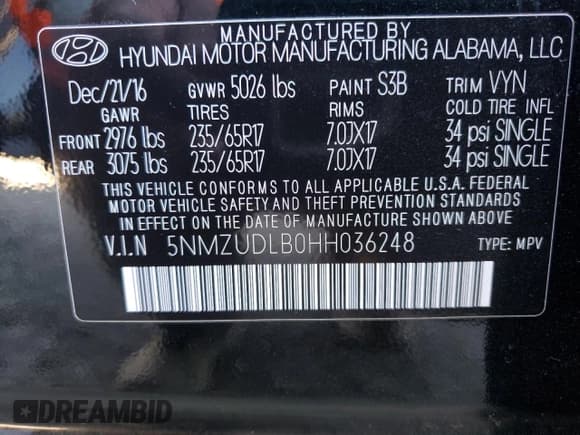 MANUFACTURED BY
HYUNDAI MOTOR MANUFACTURING ALABAMA, LLC
Dec/21/16 GVWR 5026 lbs PAINT S3B TRIM VYN
GAWR TIRES RIMS COLD TIRE INFL
FRONT 2976 lbs 235/65R17 7.0JX17 34 psi SINGLE
REAR 3075 lbs 235/65R17 7.0JX17 34 psi SINGLE
THIS VEHICLE CONFORMS TO ALL APPLICABLE U.S.A. FEDERAL
MOTOR VEHICLE SAFETY AND THEFT PREVENTION STANDARDS
IN EFFECT ON THE DATE OF MANUFACTURE SHOWN ABOVE.
V.I.N 5NMZUDLB0HH036248 TYPE: MPV
DREAMBID